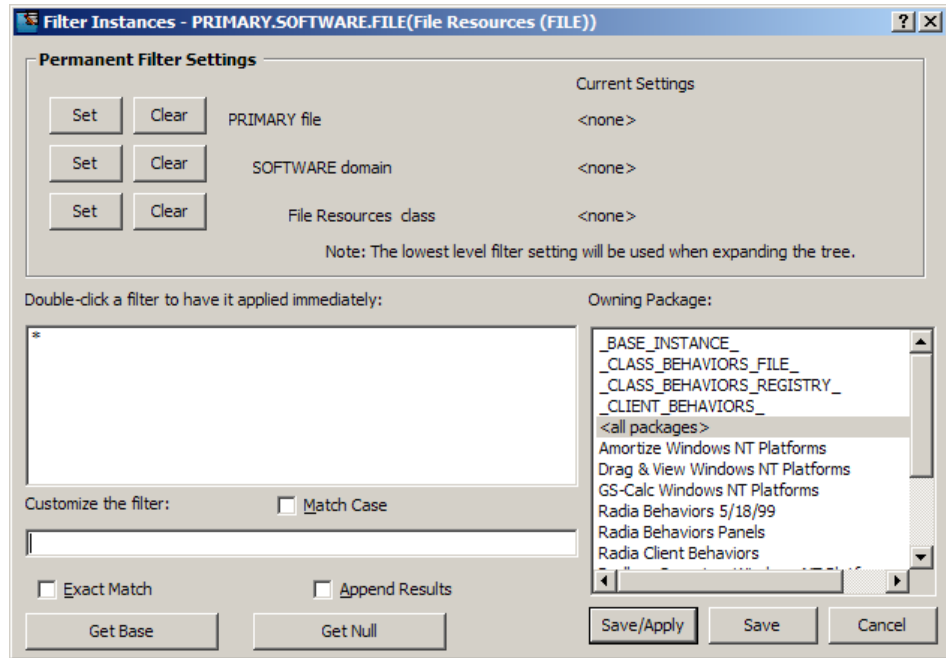 Filter Instances - PRIMARY.SOFTWARE.FILE(File Resources (FILE))
Permanent Filter Settings
Current Settings
Set Clear PRIMARY file <none>
Set Clear SOFTWARE domain <none>
Set Clear File Resources class <none>
Note: The lowest level filter setting will be used when expanding the tree.
Double-click a filter to have it applied immediately:
*
Customize the filter:
Match Case
Exact Match
Append Results
Get Base
Get Null
Owning Package:
_BASE_INSTANCE_
_CLASS_BEHAVIORS_FILE_
_CLASS_BEHAVIORS_REGISTRY_
_CLIENT_BEHAVIORS_
<all packages>
Amortize Windows NT Platforms
Drag & View Windows NT Platforms
GS-Calc Windows NT Platforms
Radia Behaviors 5/18/99
Radia Behaviors Panels
Radia Client Behaviors
Save/Apply
Save
Cancel